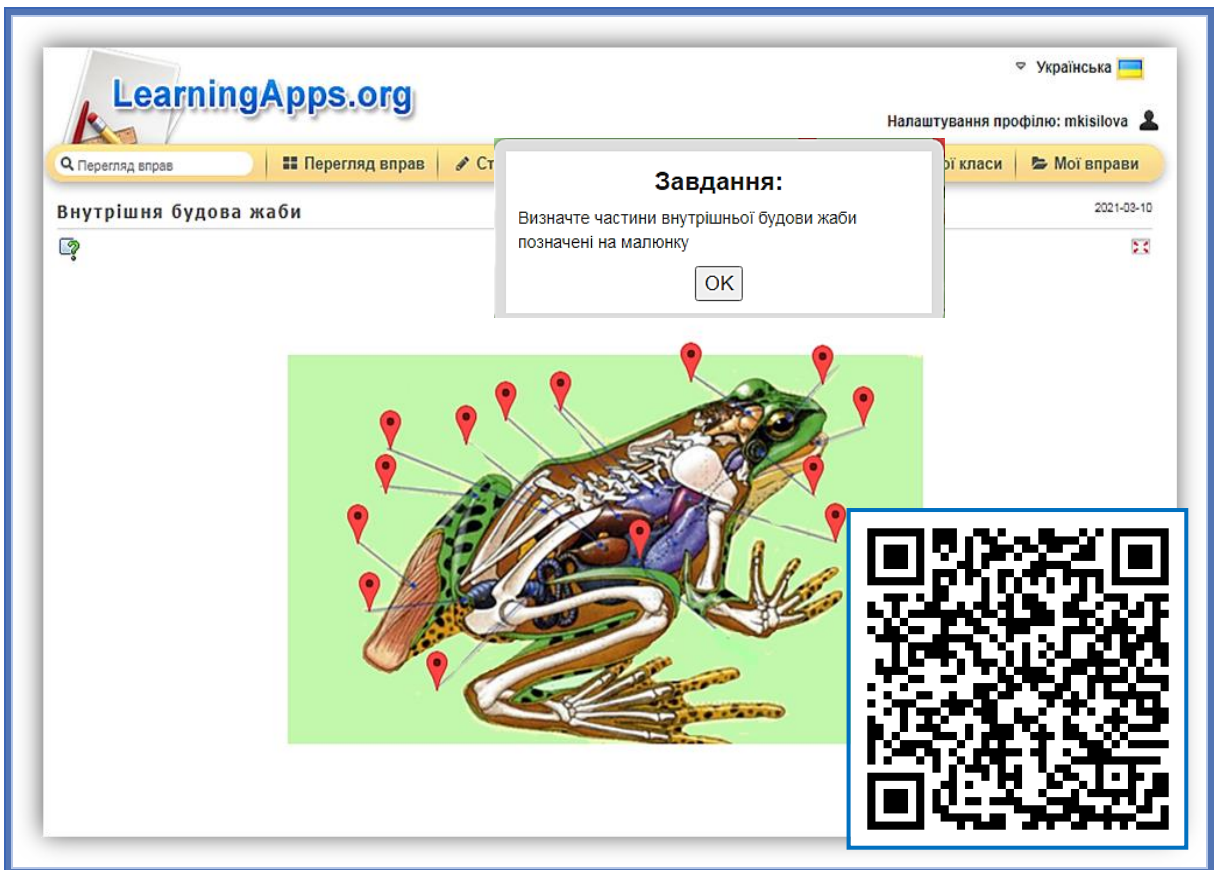 LearningApps.org
Українська
Налаштування профілю: mkisilova
Перегляд вправ
Перегляд вправ
Ст
ої класи
Мої вправи
Внутрішня будова жаби
2021-03-10
Завдання:
Визначте частини внутрішньої будови жаби
позначені на малюнку
OK